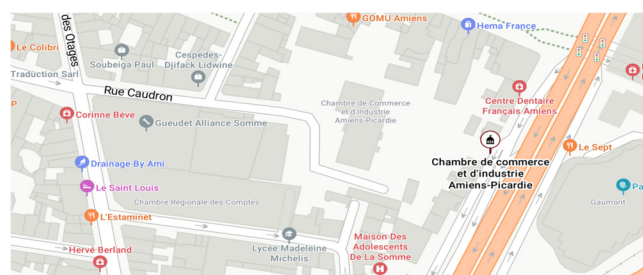 GOMU Amiens
Hema France
Le Colibri
des Otages
Soubeiga Paul
Cespedes-
Djifack Lidwine
Traduction Sarl
Rue Caudron
Chambre de Commerce
et d'Industrie
Amiens-Picardie
Centre Dentaire
Français Amiens
P
Corinne Bève
Gueudet Alliance Somme
Drainage By Ami
Le Sept
Chambre de commerce
et d'industrie
Amiens-Picardie
Le Saint Louis
Pa
Chambre Régionale des Comptes
Gaumont
L'Estaminet
Lycée Madeleine
Michelis
Maison Des
Adolescents
De La Somme
Hervé Berland